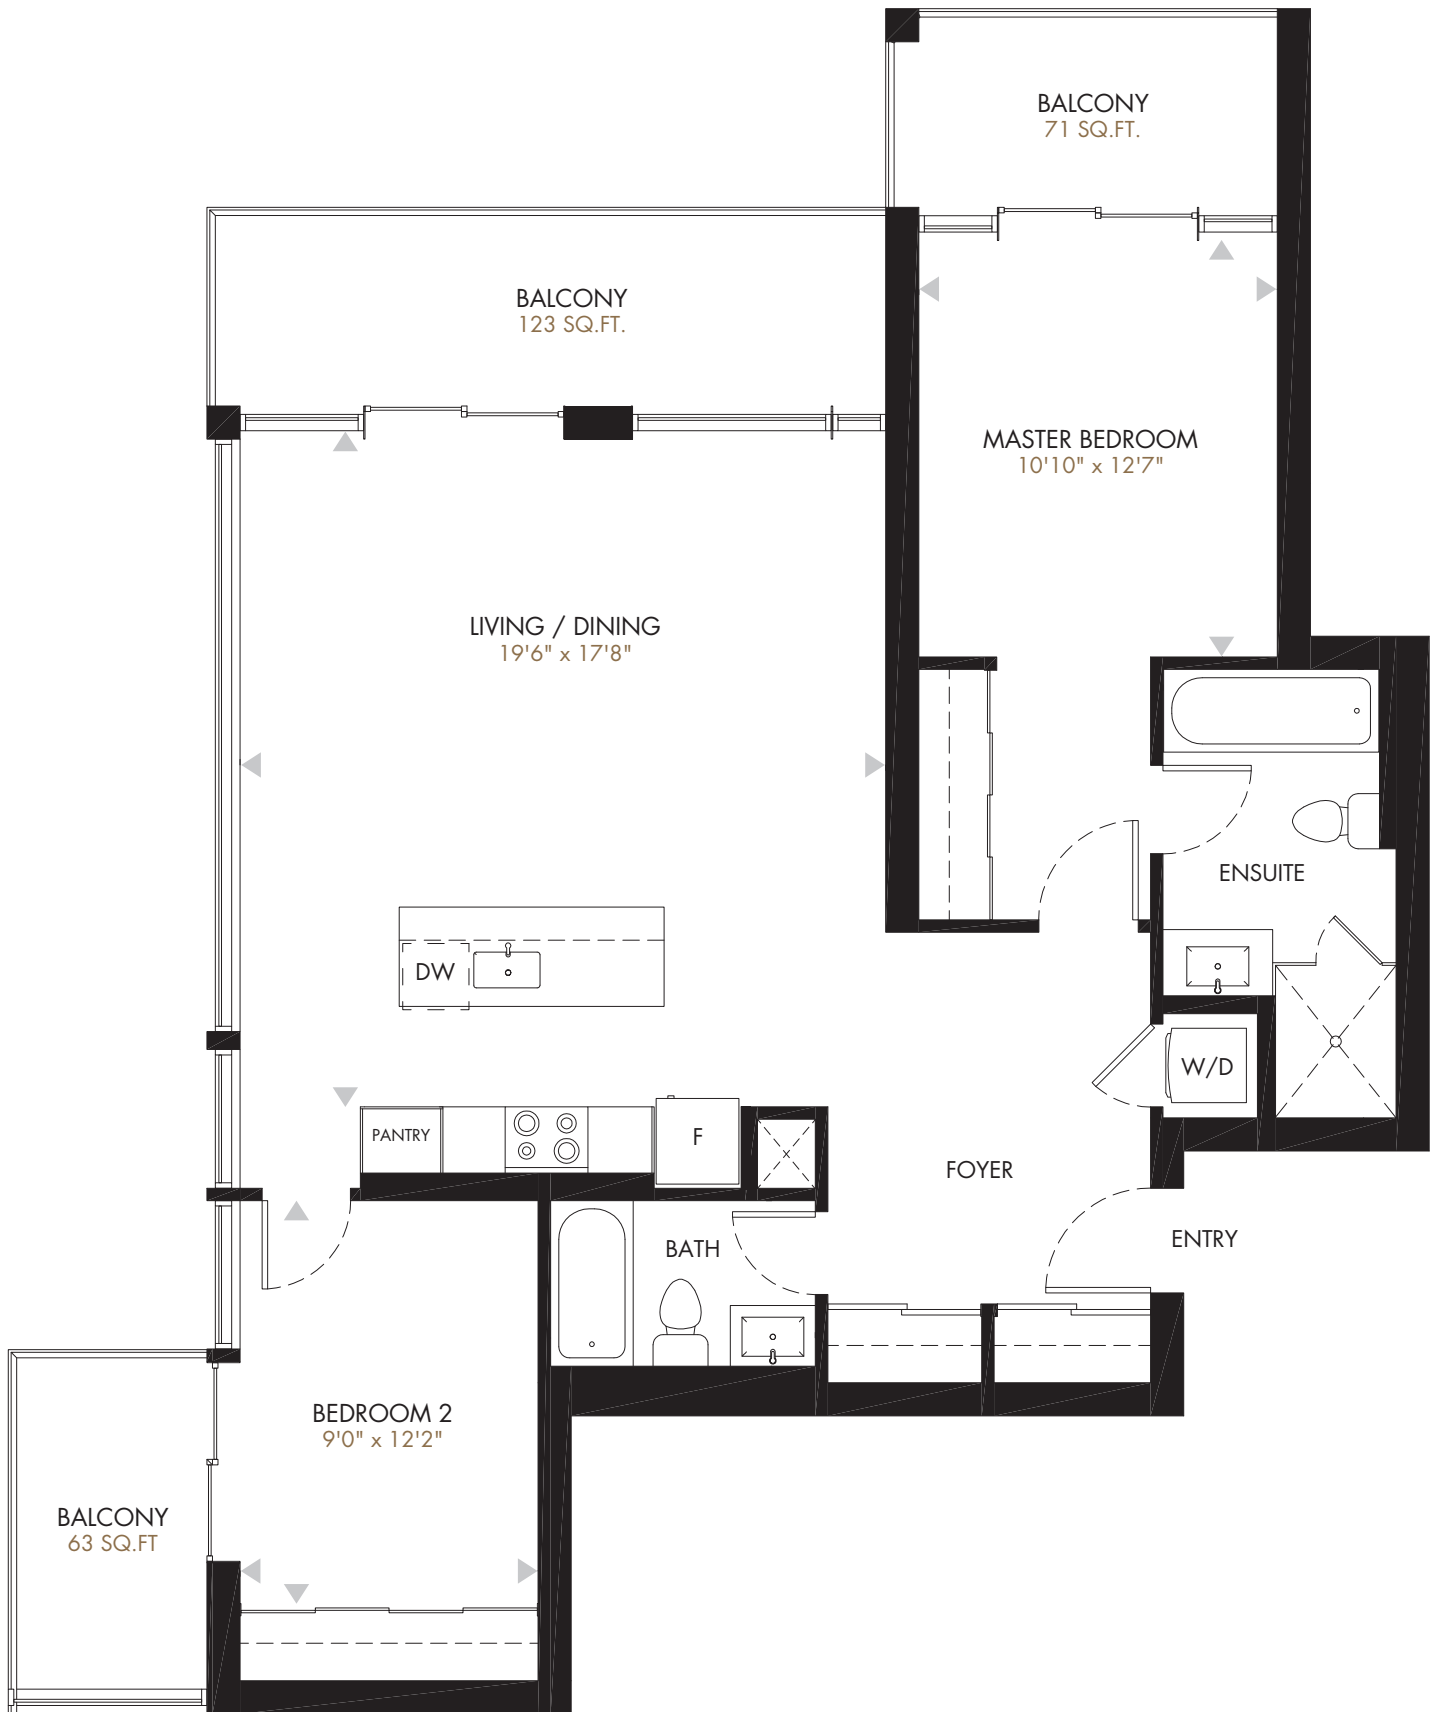 BALCONY
71 SQ.FT.
BALCONY
123 SQ.FT.
MASTER BEDROOM
10'10" x 12'7"
LIVING / DINING
19'6" x 17'8"
ENSUITE
DW
W/D
PANTRY
F
FOYER
ENTRY
BATH
BEDROOM 2
9'0" x 12'2"
BALCONY
63 SQ.FT